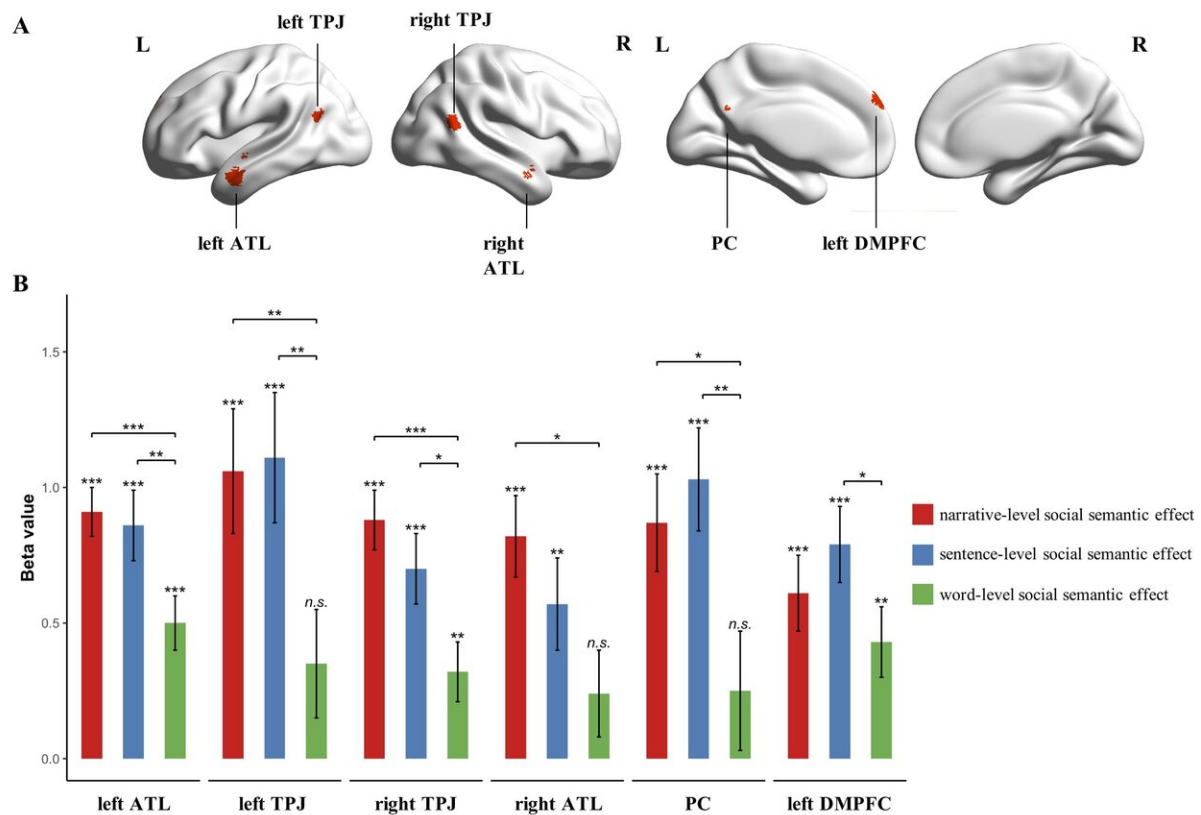 A
left TPJ
right TPJ
L
R
L
R
left ATL
right
ATL
PC
left DMPFC
B
Beta value
1.5
1.0
0.5
0.0
***
**
***
***
***
**
**
***
***
n.s.
***
*
***
***
**
*
***
**
n.s.
*
**
***
***
n.s.
*
***
***
**
narrative-level social semantic effect
sentence-level social semantic effect
word-level social semantic effect
left ATL
left TPJ
right TPJ
right ATL
PC
left DMPFC